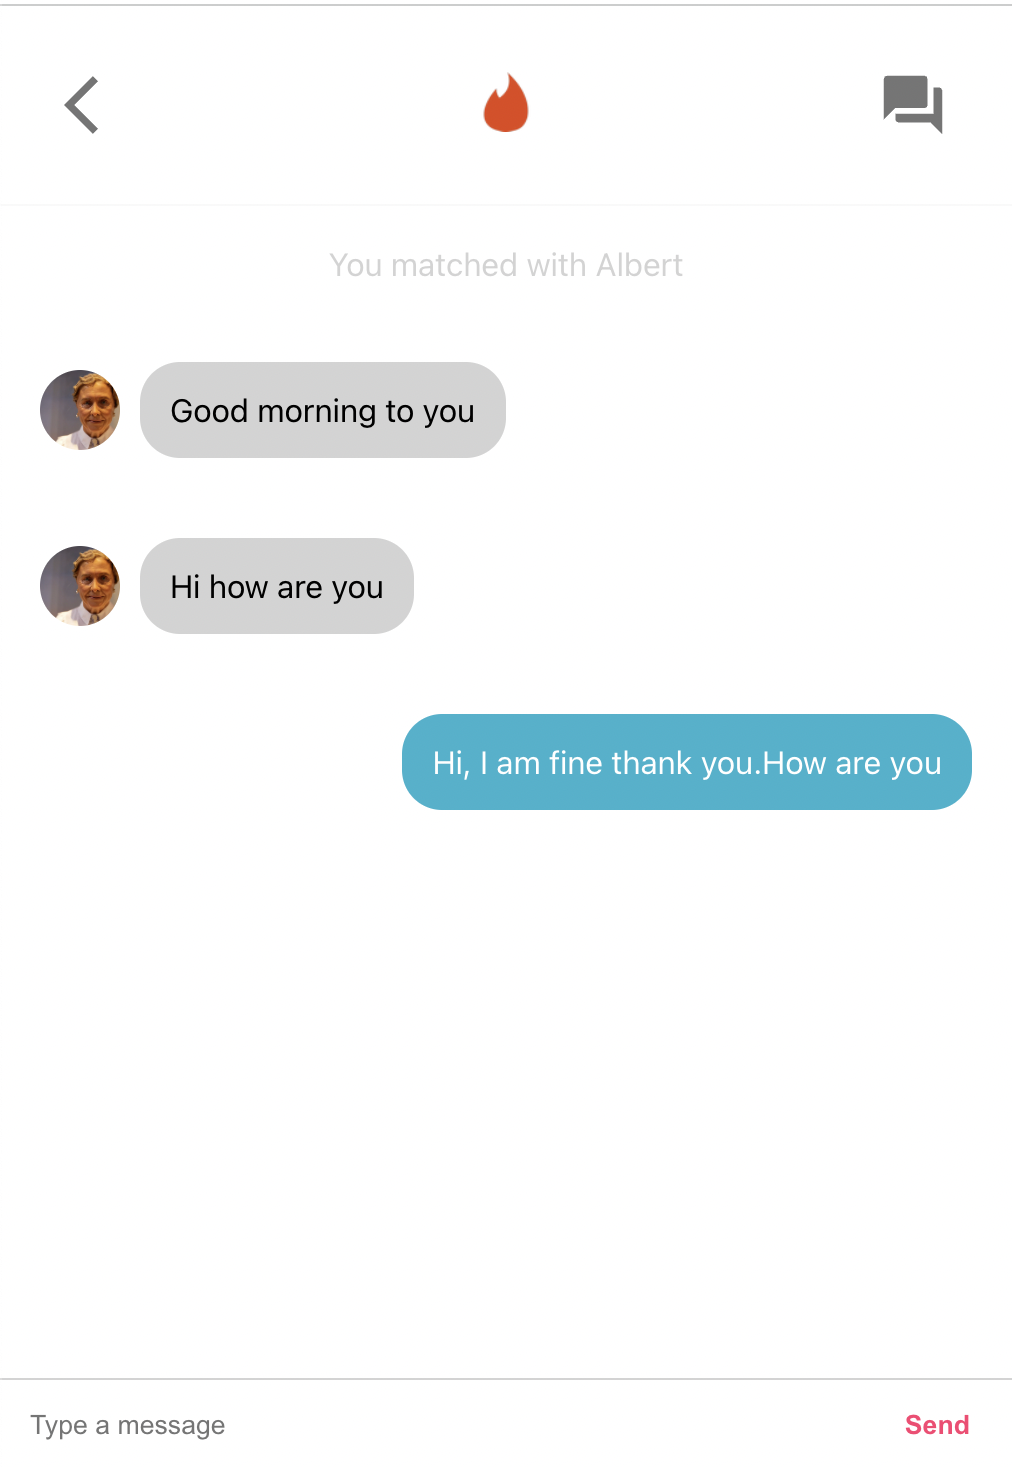 You matched with Albert
Good morning to you
Hi how are you
Hi, I am fine thank you.How are you
Type a message
Send